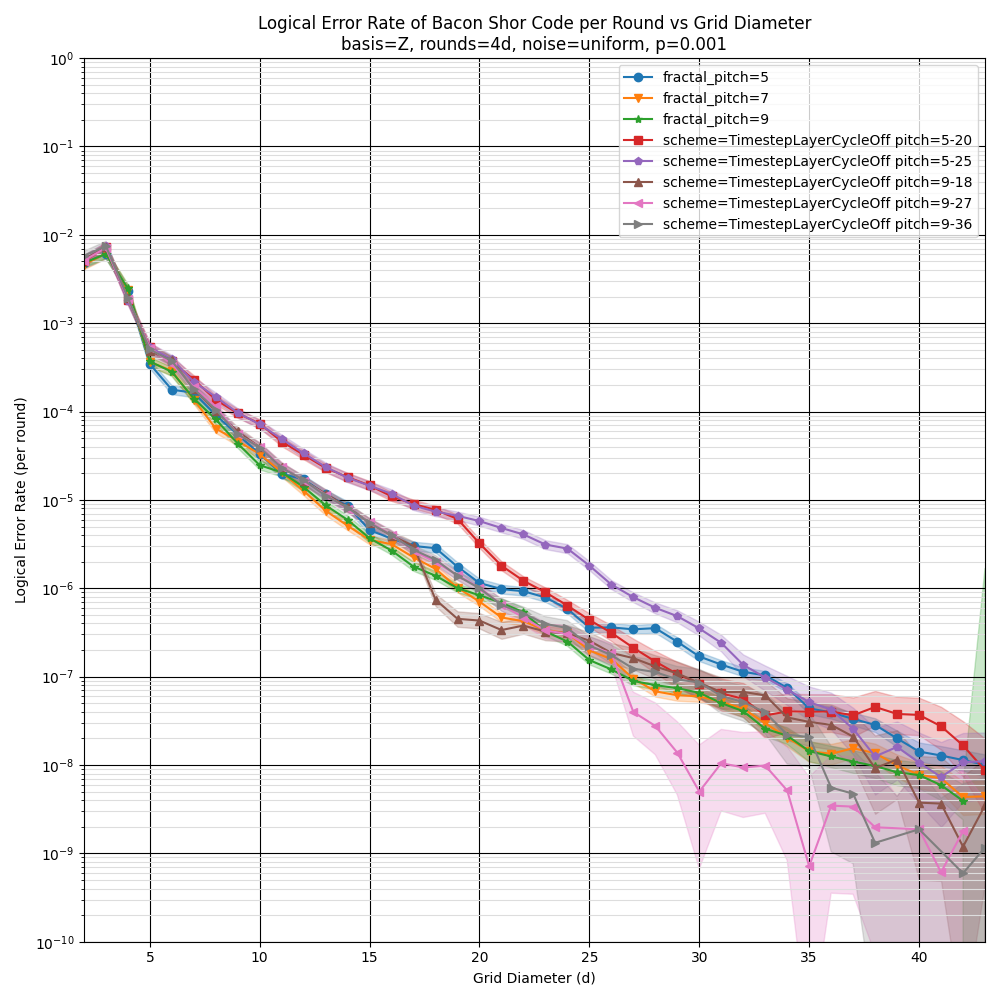 Logical Error Rate of Bacon Shor Code per Round vs Grid Diameter
basis=Z, rounds=4d, noise=uniform, p=0.001
fractal_pitch=5
fractal_pitch=7
fractal_pitch=9
scheme=TimestepLayerCycleOff pitch=5-20
scheme=TimestepLayerCycleOff pitch=5-25
scheme=TimestepLayerCycleOff pitch=9-18
scheme=TimestepLayerCycleOff pitch=9-27
scheme=TimestepLayerCycleOff pitch=9-36
Logical Error Rate (per round)
10⁰
10⁻¹
10⁻²
10⁻³
10⁻⁴
10⁻⁵
10⁻⁶
10⁻⁷
10⁻⁸
10⁻⁹
10⁻¹⁰
5 10 15 20 25 30 35 40
Grid Diameter (d)